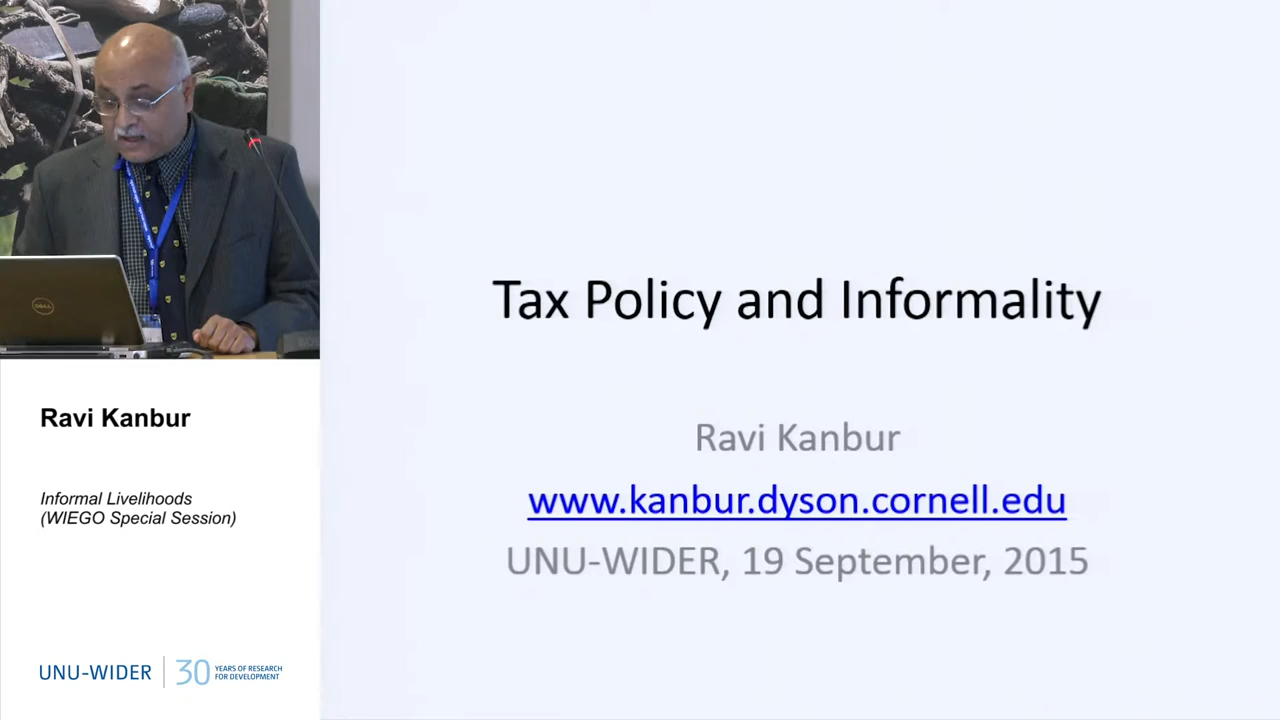 DELL
Ravi Kanbur
Informal Livelihoods
(WIEGO Special Session)
UNU-WIDER
30
YEARS OF RESEARCH
FOR DEVELOPMENT
Tax Policy and Informality
Ravi Kanbur
www.kanbur.dyson.cornell.edu
UNU-WIDER, 19 September, 2015